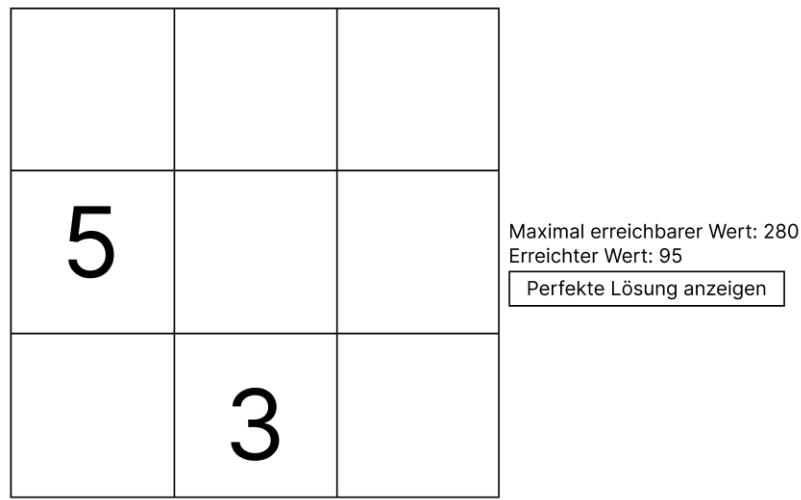 5
Maximal erreichbarer Wert: 280
Erreichter Wert: 95
Perfekte Lösung anzeigen
3